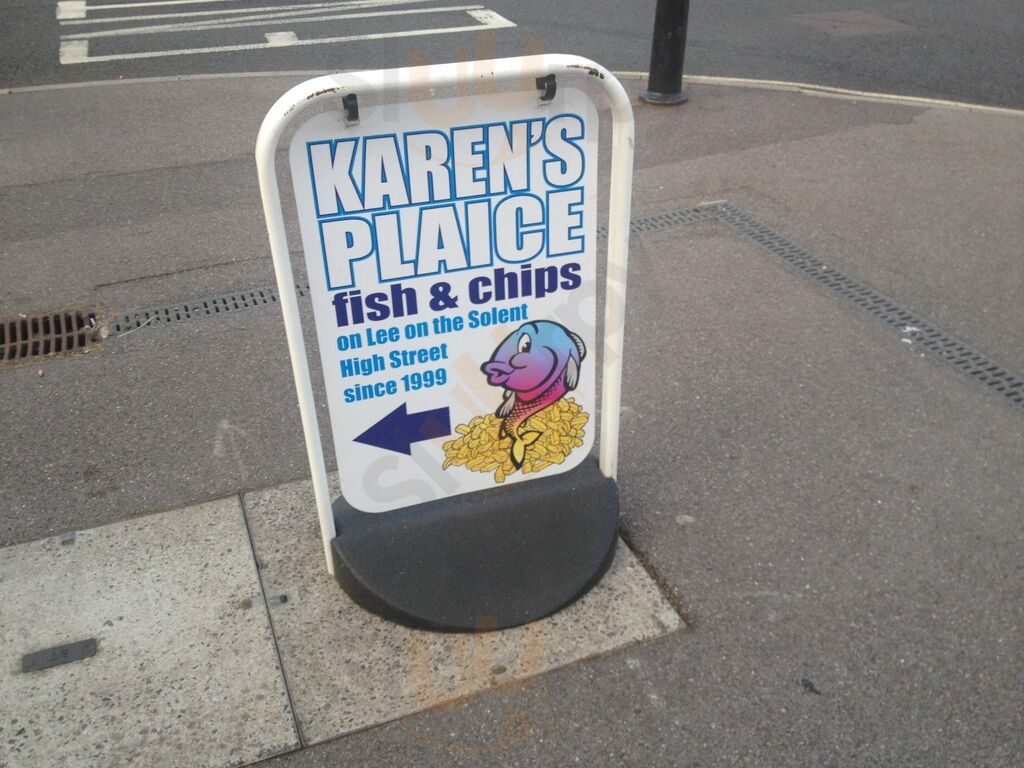 KAREN'S
PLAICE
fish & chips
on Lee on the Solent
High Street
since 1999